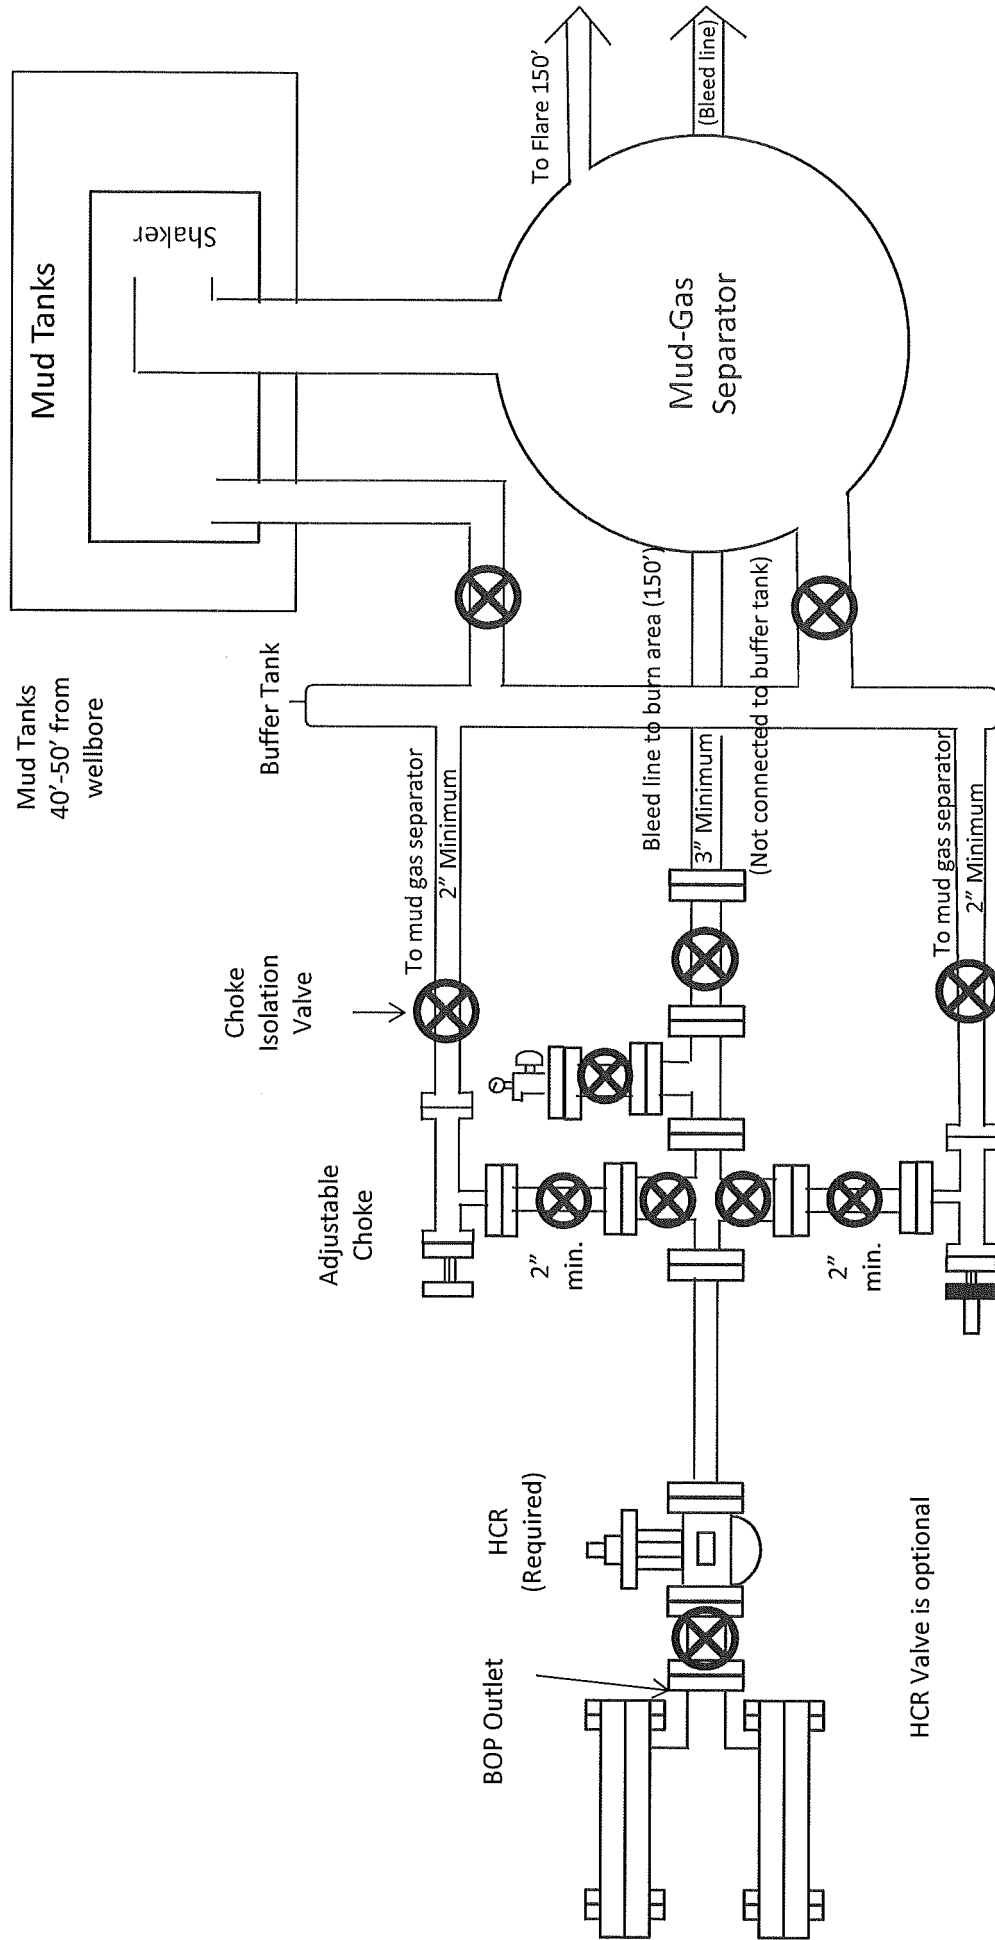 Mud Tanks
Shaker
To Flare 150’
(Bleed line)
Mud-Gas
Separator
Mud Tanks
40’-50’ from
wellbore
Buffer Tank
To mud gas separator
2” Minimum
Bleed line to burn area (150’)
3” Minimum
(Not connected to buffer tank)
To mud gas separator
2” Minimum
Choke
Isolation
Valve
Adjustable
Choke
2”
min.
2”
min.
HCR
(Required)
BOP Outlet
HCR Valve is optional